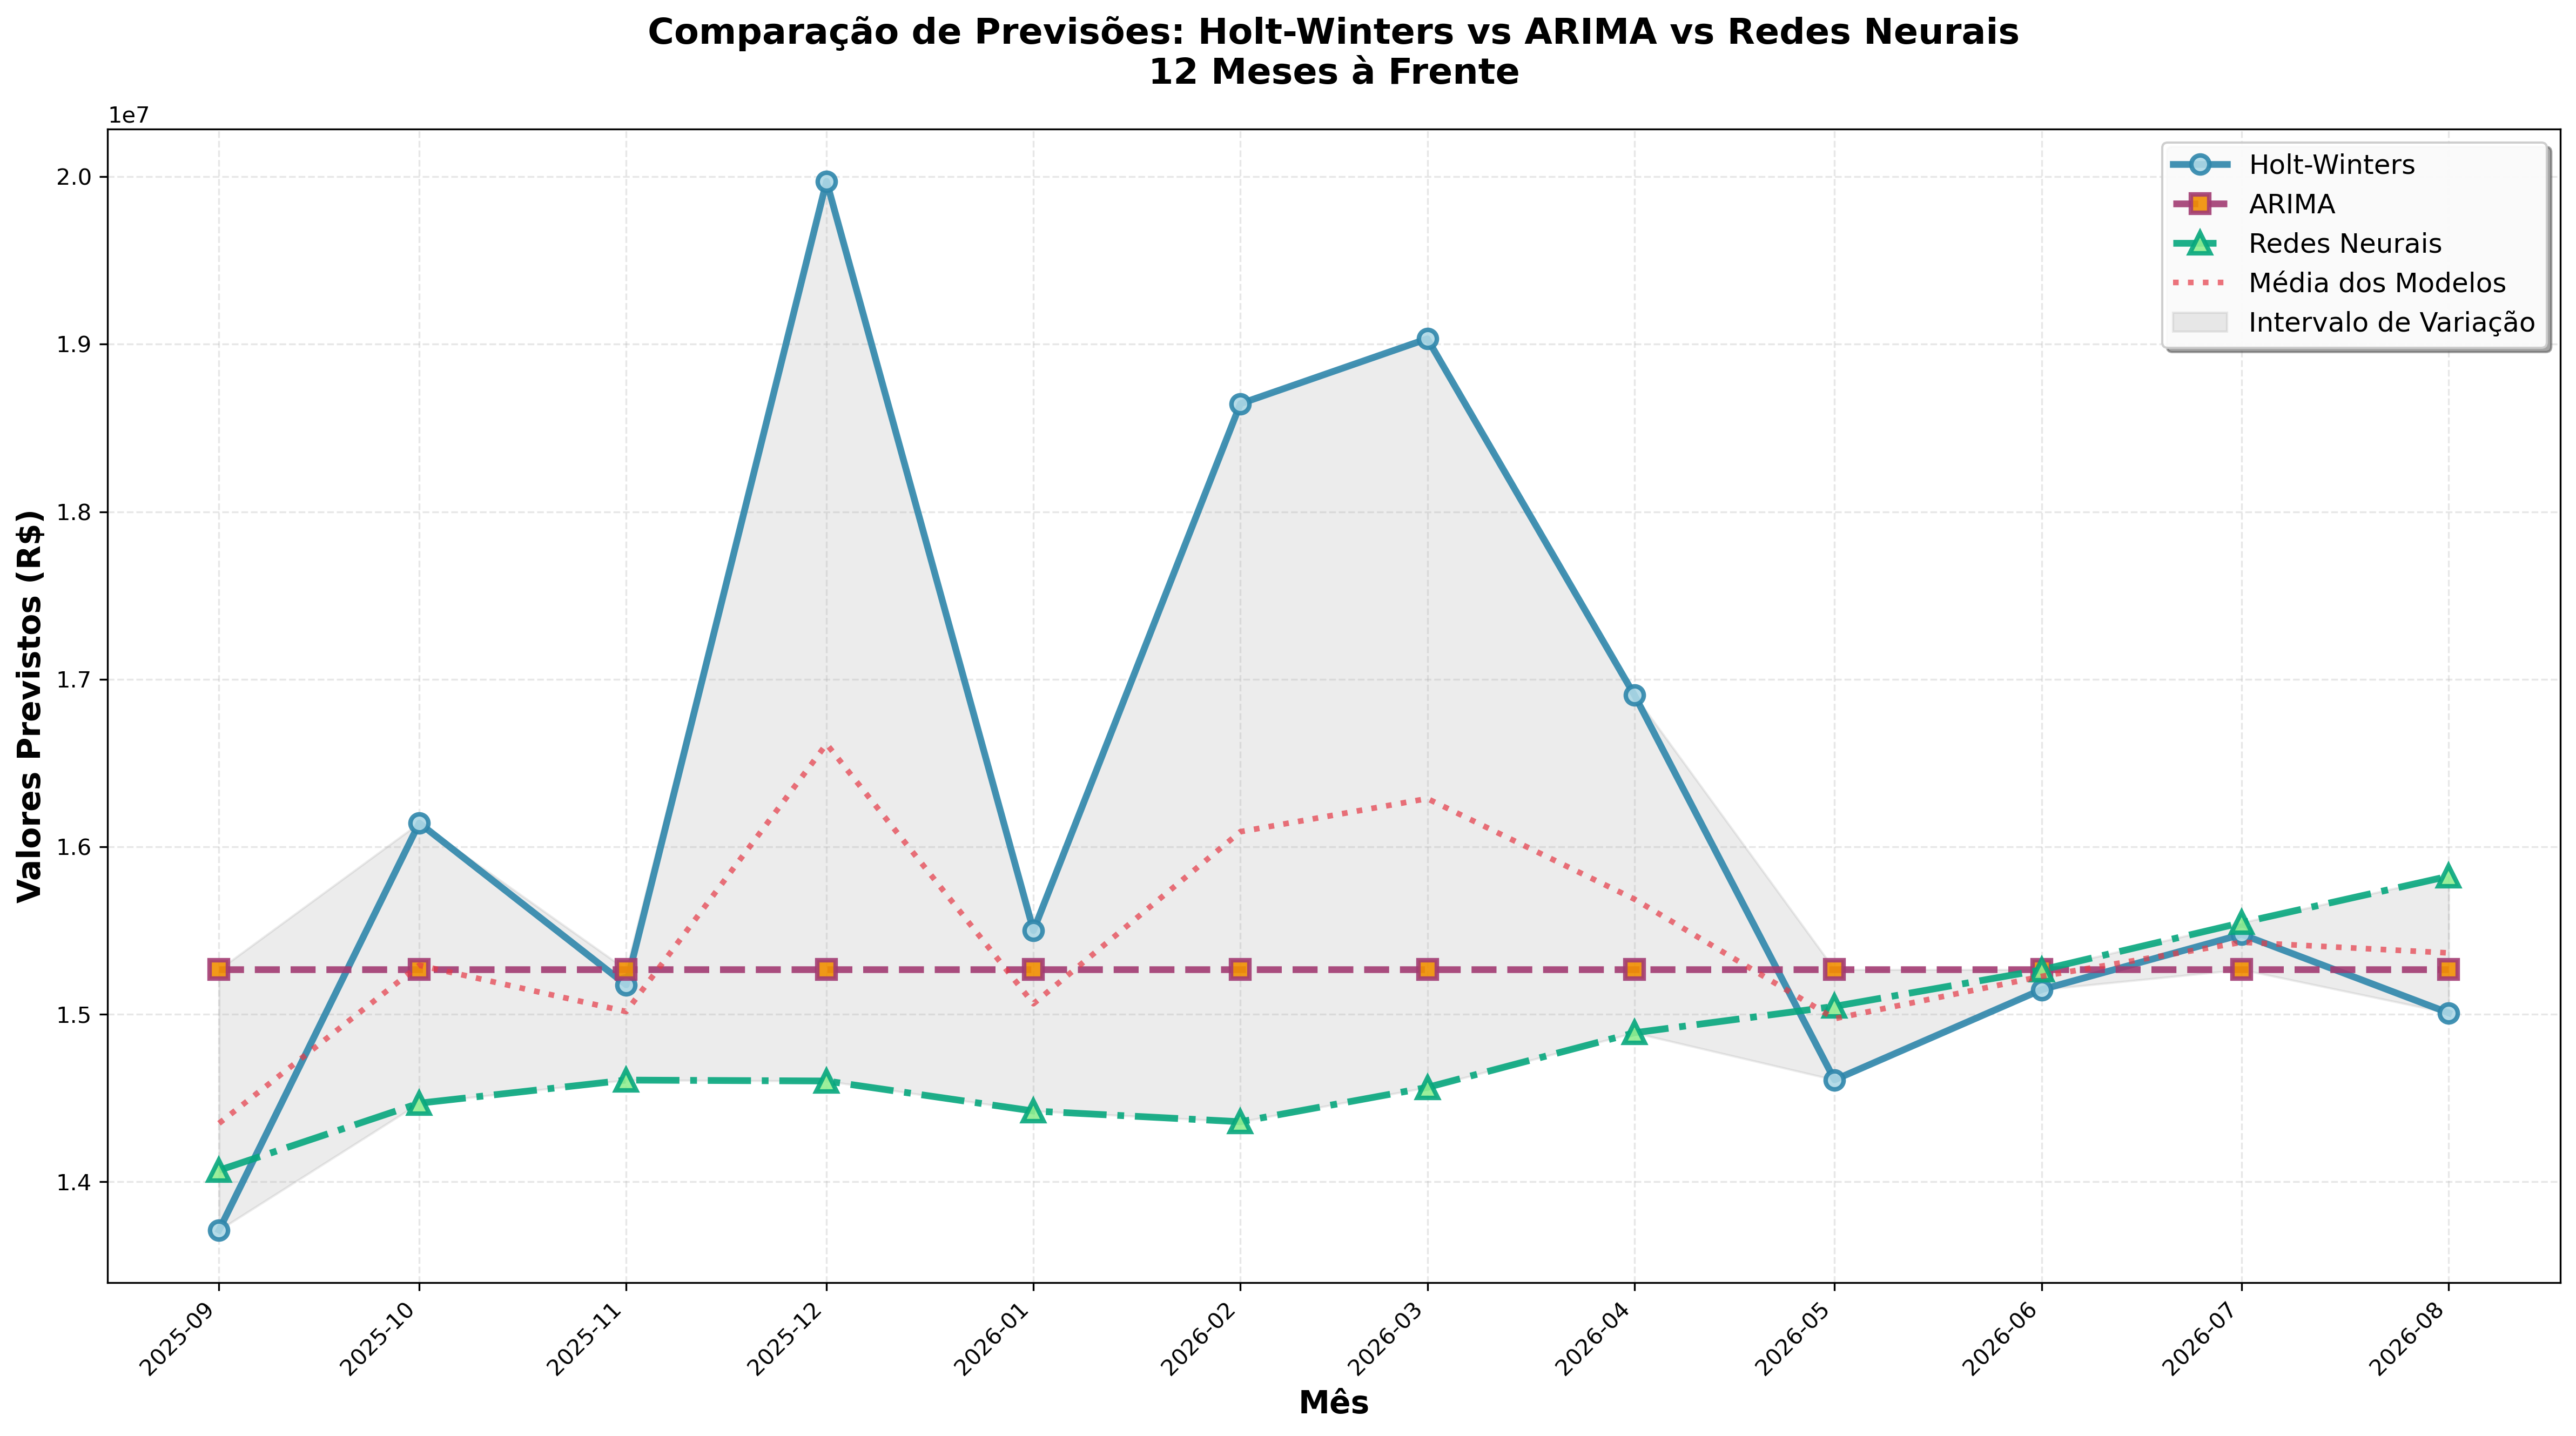 Comparação de Previsões: Holt-Winters vs ARIMA vs Redes Neurais
12 Meses à Frente
1e7
2.0
1.9
1.8
1.7
1.6
1.5
1.4
Valores Previstos (R$)
Holt-Winters
ARIMA
Redes Neurais
Média dos Modelos
Intervalo de Variação
2025-09
2025-10
2025-11
2025-12
2026-01
2026-02
2026-03
2026-04
2026-05
2026-06
2026-07
2026-08
Mês